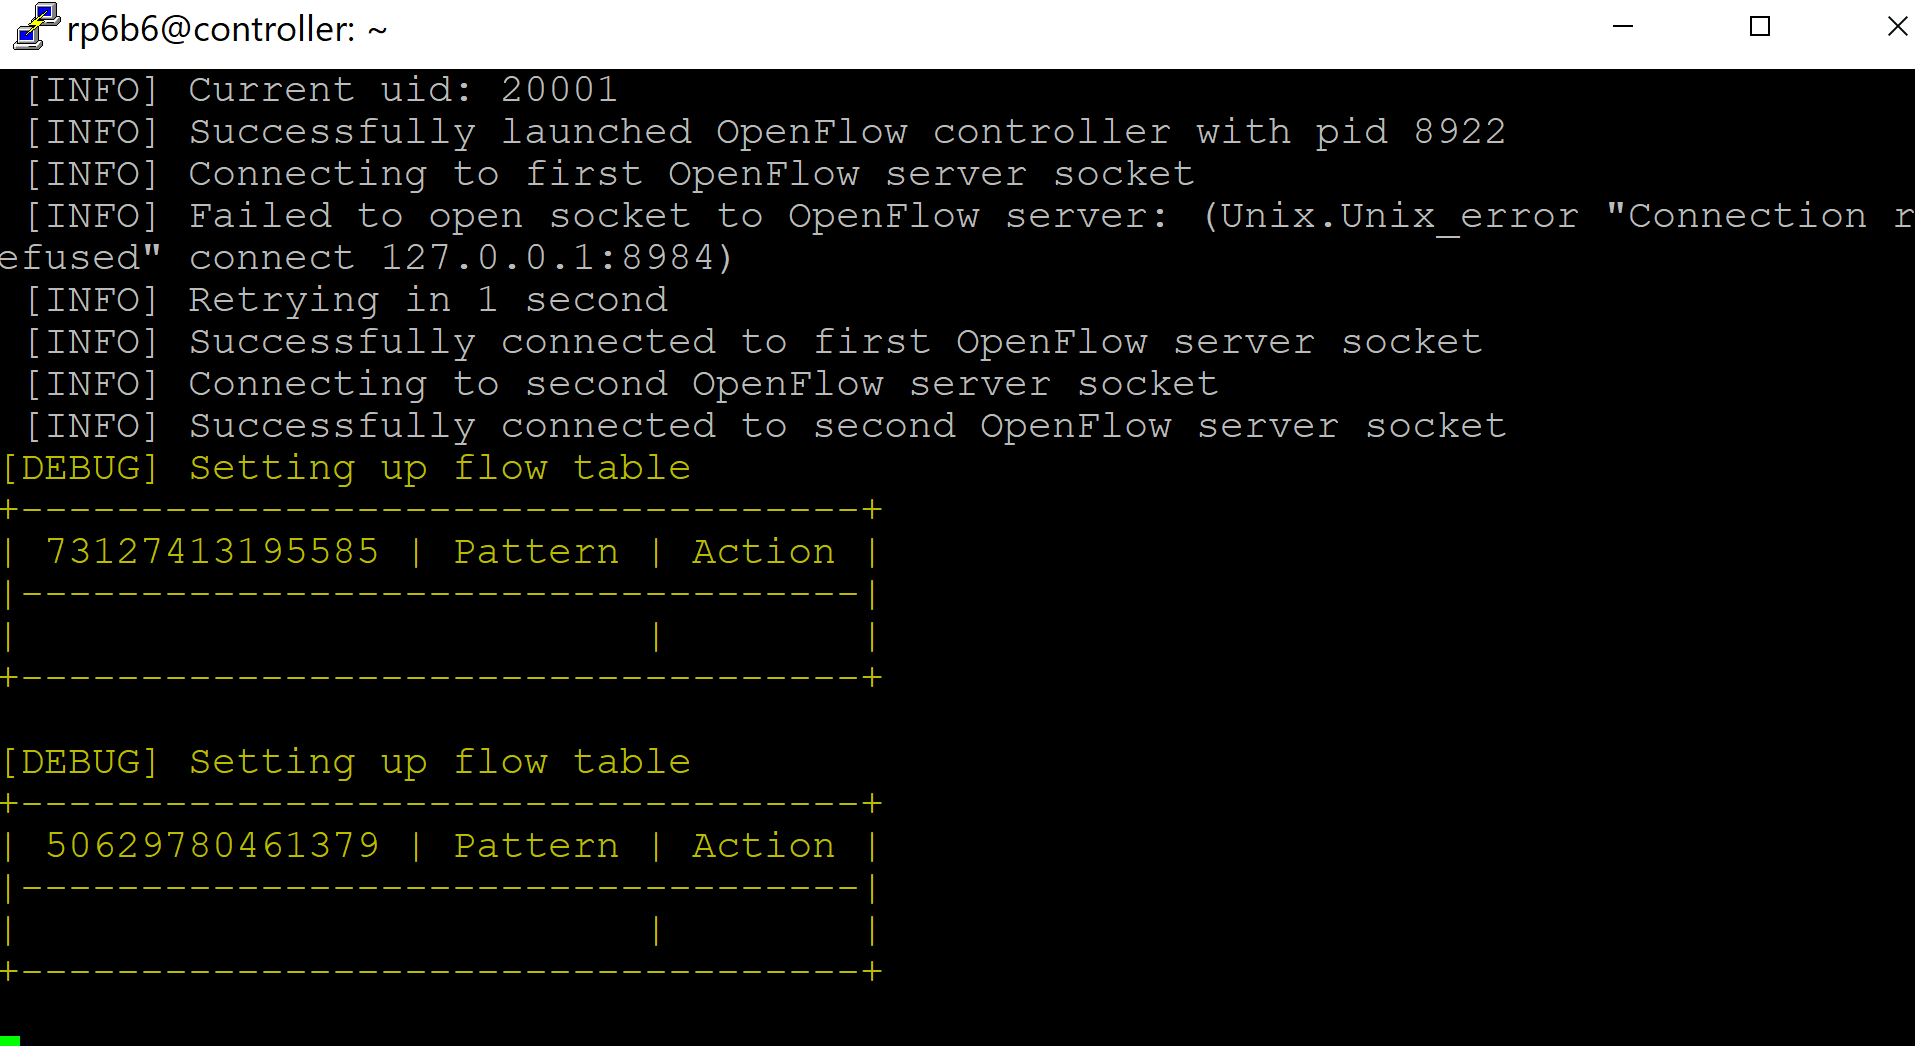 rp6b6@controller: ~
[INFO] Current uid: 20001
[INFO] Successfully launched OpenFlow controller with pid 8922
[INFO] Connecting to first OpenFlow server socket
[INFO] Failed to open socket to OpenFlow server: (Unix.Unix_error "Connection r
efused" connect 127.0.0.1:8984)
[INFO] Retrying in 1 second
[INFO] Successfully connected to first OpenFlow server socket
[INFO] Connecting to second OpenFlow server socket
[INFO] Successfully connected to second OpenFlow server socket
[DEBUG] Setting up flow table
+-----------------------------------+
| 73127413195585 | Pattern | Action |
|-----------------------------------|
|                          |        |
+-----------------------------------+
[DEBUG] Setting up flow table
+-----------------------------------+
| 50629780461379 | Pattern | Action |
|-----------------------------------|
|                          |        |
+-----------------------------------+